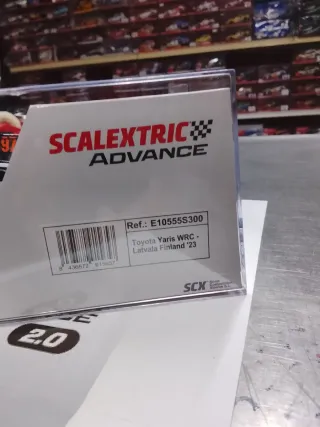 SCALEXTRIC
ADVANCE
Ref.: E10555S300
Toyota Yaris WRC -
Latvala Finland '23
SCX
2.0